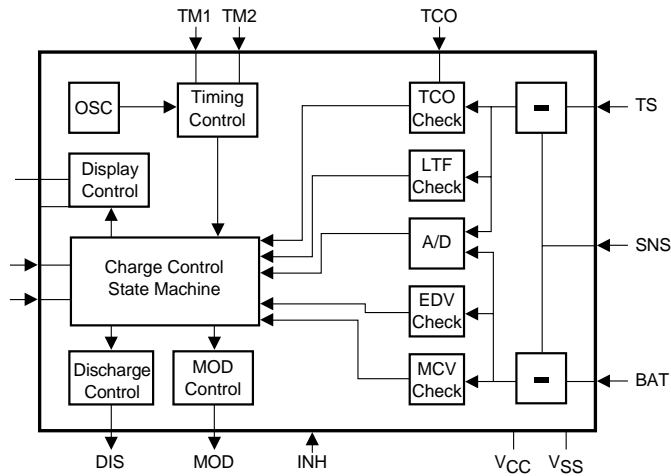 TM1 TM2 TCO
OSC
Timing
Control
TCO
Check
TS
Display
Control
LTF
Check
A/D
SNS
Charge Control
State Machine
EDV
Check
Discharge
Control
MOD
Control
MCV
Check
BAT
DIS MOD INH VCC VSS